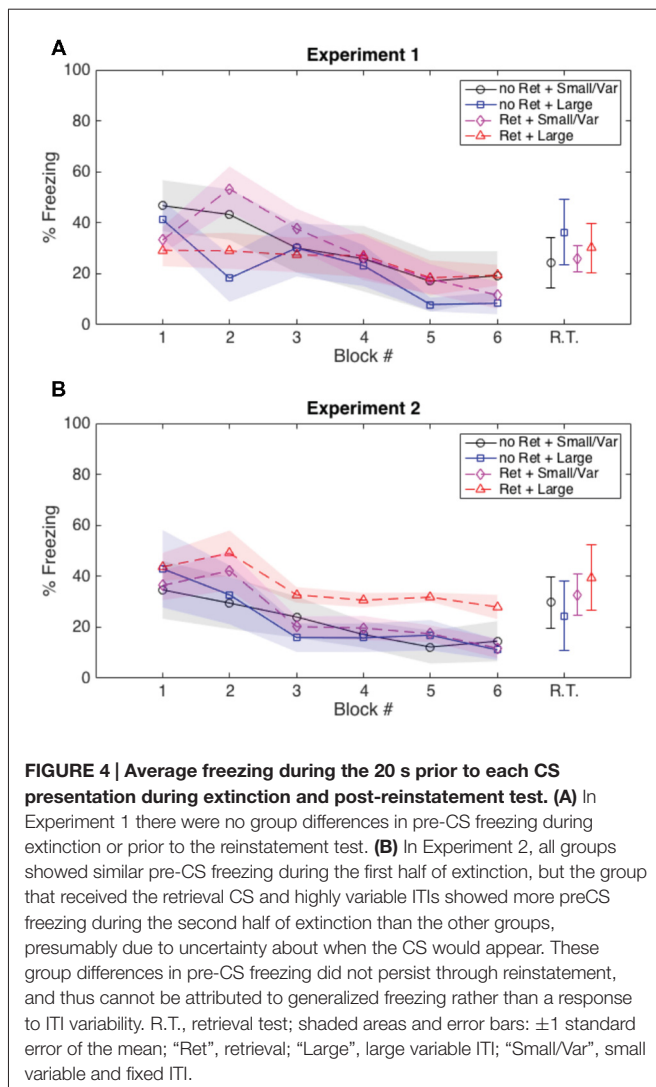 A
Experiment 1
100
80
60
40
20
0
% Freezing
no Ret + Small/Var
no Ret + Large
Ret + Small/Var
Ret + Large
1 2 3 4 5 6 R.T.
Block #
B
Experiment 2
100
80
60
40
20
0
% Freezing
no Ret + Small/Var
no Ret + Large
Ret + Small/Var
Ret + Large
1 2 3 4 5 6 R.T.
Block #
FIGURE 4 | Average freezing during the 20 s prior to each CS
presentation during extinction and post-reinstatement test. (A) In
Experiment 1 there were no group differences in pre-CS freezing during
extinction or prior to the reinstatement test. (B) In Experiment 2, all groups
showed similar pre-CS freezing during the first half of extinction, but the group
that received the retrieval CS and highly variable ITIs showed more preCS
freezing during the second half of extinction than the other groups,
presumably due to uncertainty about when the CS would appear. These
group differences in pre-CS freezing did not persist through reinstatement,
and thus cannot be attributed to generalized freezing rather than a response
to ITI variability. R.T., retrieval test; shaded areas and error bars: ±1 standard
error of the mean; “Ret”, retrieval; “Large”, large variable ITI; “Small/Var”, small
variable and fixed ITI.